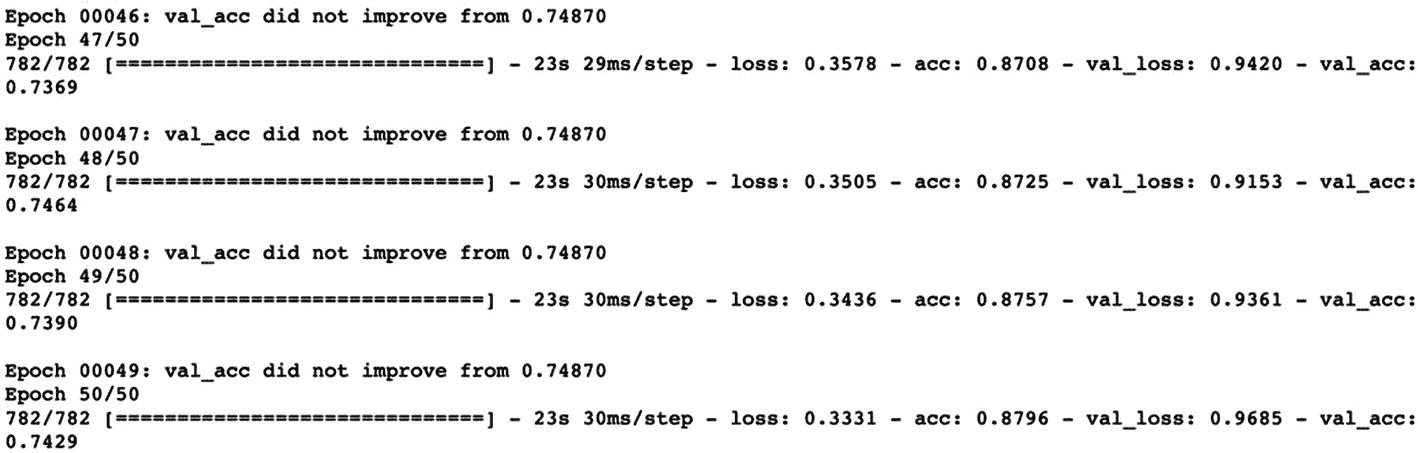 Epoch 00046: val_acc did not improve from 0.74870
Epoch 47/50
782/782 [==============================] - 23s 29ms/step - loss: 0.3578 - acc: 0.8708 - val_loss: 0.9420 - val_acc:
0.7369
Epoch 00047: val_acc did not improve from 0.74870
Epoch 48/50
782/782 [==============================] - 23s 30ms/step - loss: 0.3505 - acc: 0.8725 - val_loss: 0.9153 - val_acc:
0.7464
Epoch 00048: val_acc did not improve from 0.74870
Epoch 49/50
782/782 [==============================] - 23s 30ms/step - loss: 0.3436 - acc: 0.8757 - val_loss: 0.9361 - val_acc:
0.7390
Epoch 00049: val_acc did not improve from 0.74870
Epoch 50/50
782/782 [==============================] - 23s 30ms/step - loss: 0.3331 - acc: 0.8796 - val_loss: 0.9685 - val_acc:
0.7429